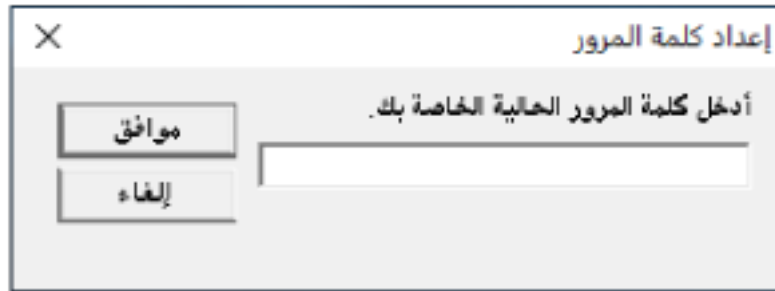 إعداد كلمة المرور
أدخل كلمة المرور الحالية الخاصة بك.
موافق
إلغاء